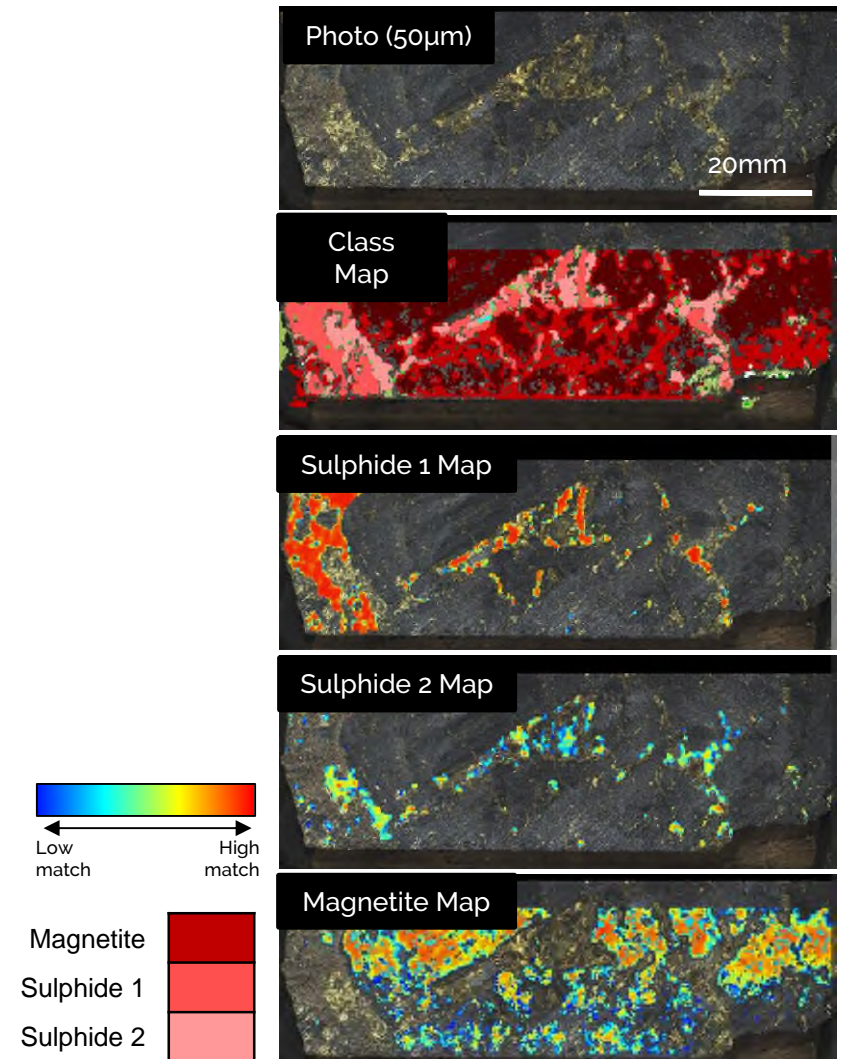 Photo (50µm)
20mm
Class
Map
Sulphide 1 Map
Sulphide 2 Map
Low
match
High
match
Magnetite Map
Magnetite
Sulphide 1
Sulphide 2